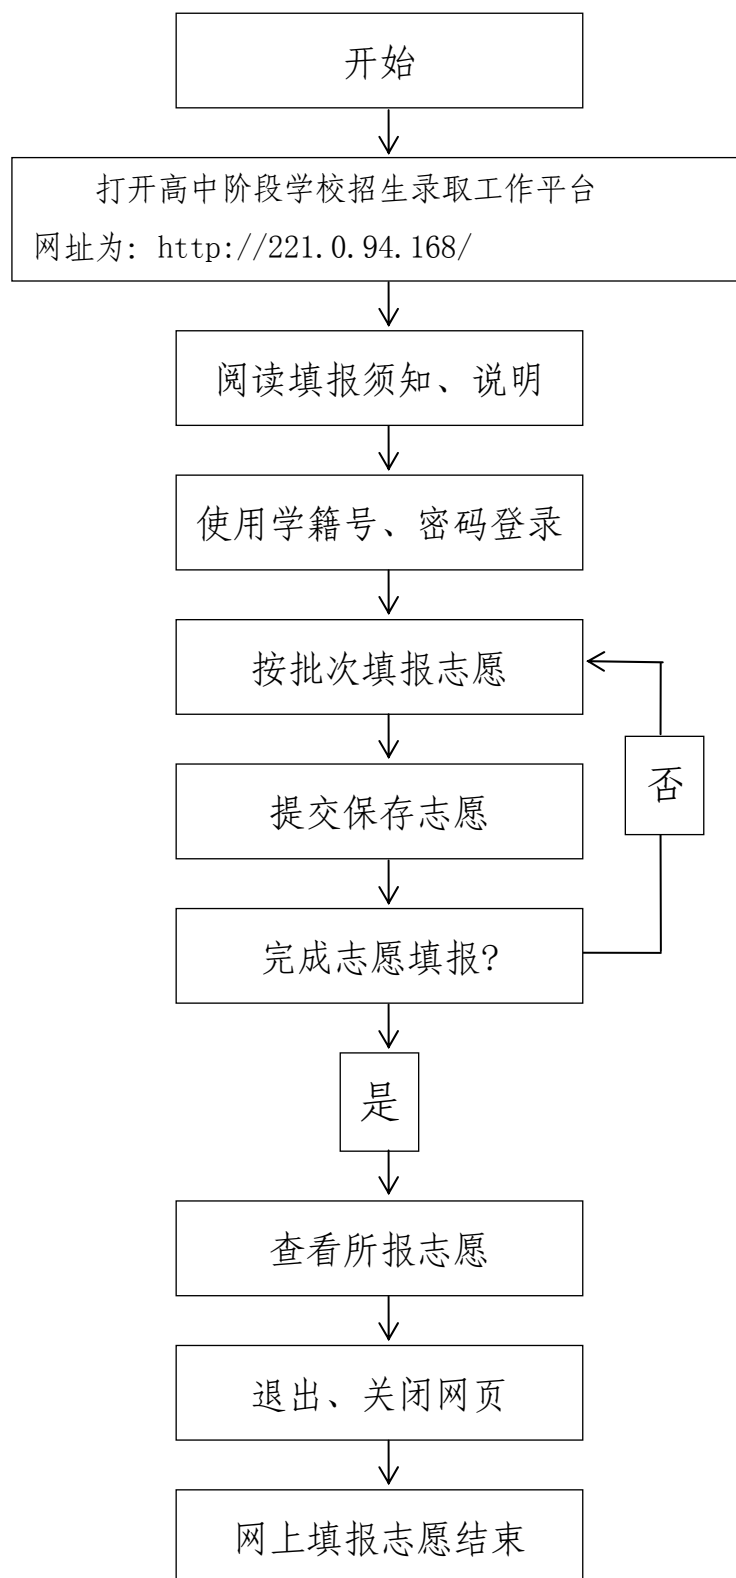 开始
打开高中阶段学校招生录取工作平台
网址为: http://221.0.94.168/
阅读填报须知、说明
使用学籍号、密码登录
按批次填报志愿
否
提交保存志愿
完成志愿填报?
是
查看所报志愿
退出、关闭网页
网上填报志愿结束